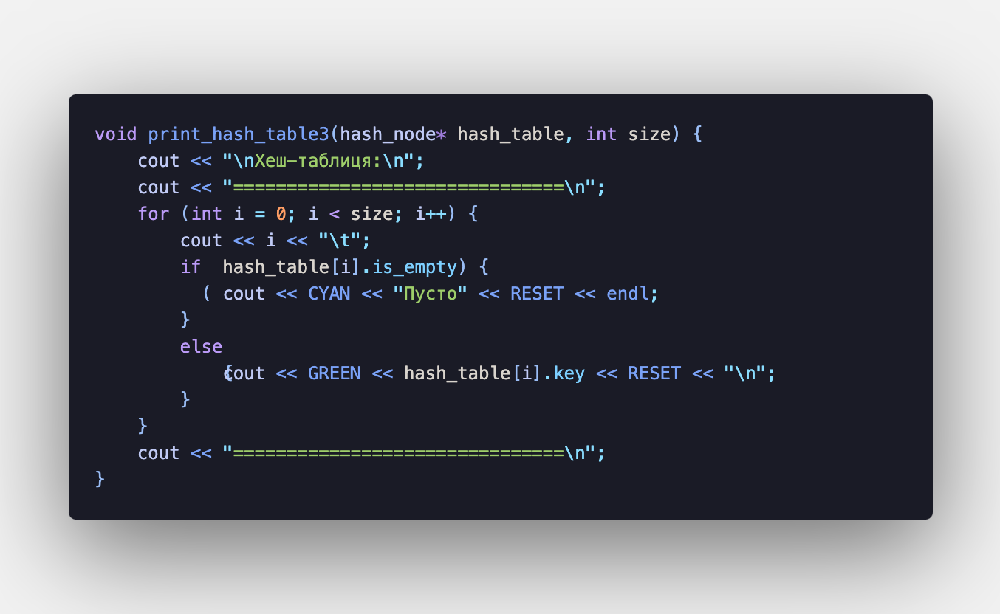 void print_hash_table3(hash_node* hash_table, int size) {
    cout << "\nХеш-таблиця:\n";
    cout << "===============================\n";
    for (int i = 0; i < size; i++) {
        cout << i << "\t";
        if  hash_table[i].is_empty) {
          ( cout << CYAN << "Пусто" << RESET << endl;
        }
        else
            {cout << GREEN << hash_table[i].key << RESET << "\n";
        }
    }
    cout << "===============================\n";
}